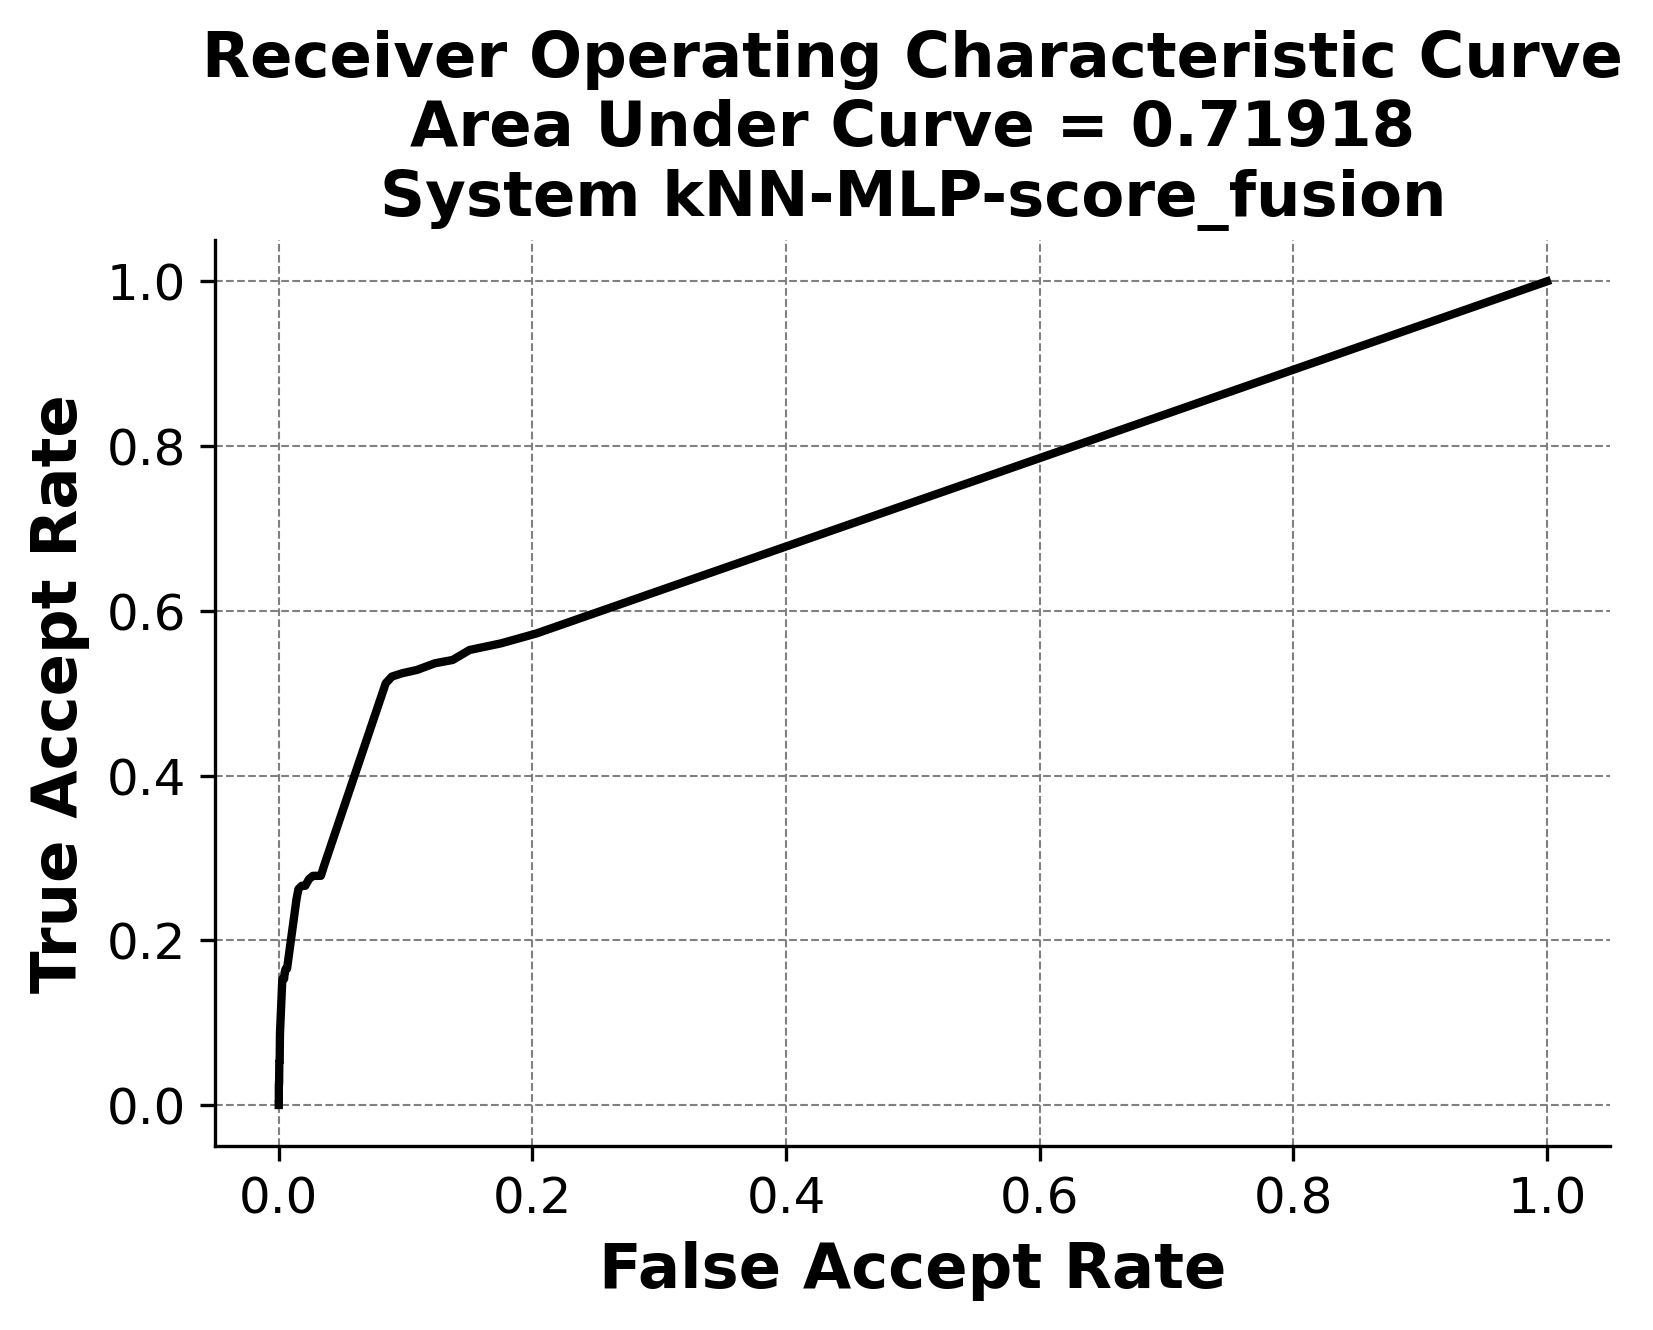 Receiver Operating Characteristic Curve
Area Under Curve = 0.71918
System kNN-MLP-score_fusion
True Accept Rate
1.0
0.8
0.6
0.4
0.2
0.0
0.0 0.2 0.4 0.6 0.8 1.0
False Accept Rate